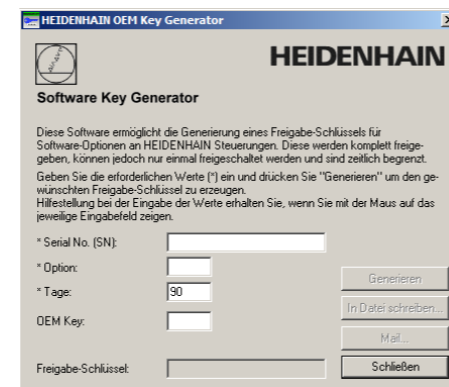 HEIDENHAIN OEM Key Generator
HEIDENHAIN
Software Key Generator
Diese Software ermöglicht die Generierung eines Freigabe-Schlüssels für
Software-Optionen an HEIDENHAIN Steuerungen. Diese werden komplett freige-
geben, können jedoch nur einmal freigeschaltet werden und sind zeitlich begrenzt.
Geben Sie die erforderlichen Werte (*) ein und drücken Sie "Generieren" um den ge-
wünschten Freigabe-Schlüssel zu erzeugen.
Hilfestellung bei der Eingabe der Werte erhalten Sie, wenn Sie mit der Maus auf das
jeweilige Eingabefeld zeigen.
* Serial No. (SN):
* Option:
* Tage: 90
OEM Key:
Freigabe-Schlüssel:
Generieren
In Datei schreiben...
Mail...
Schließen